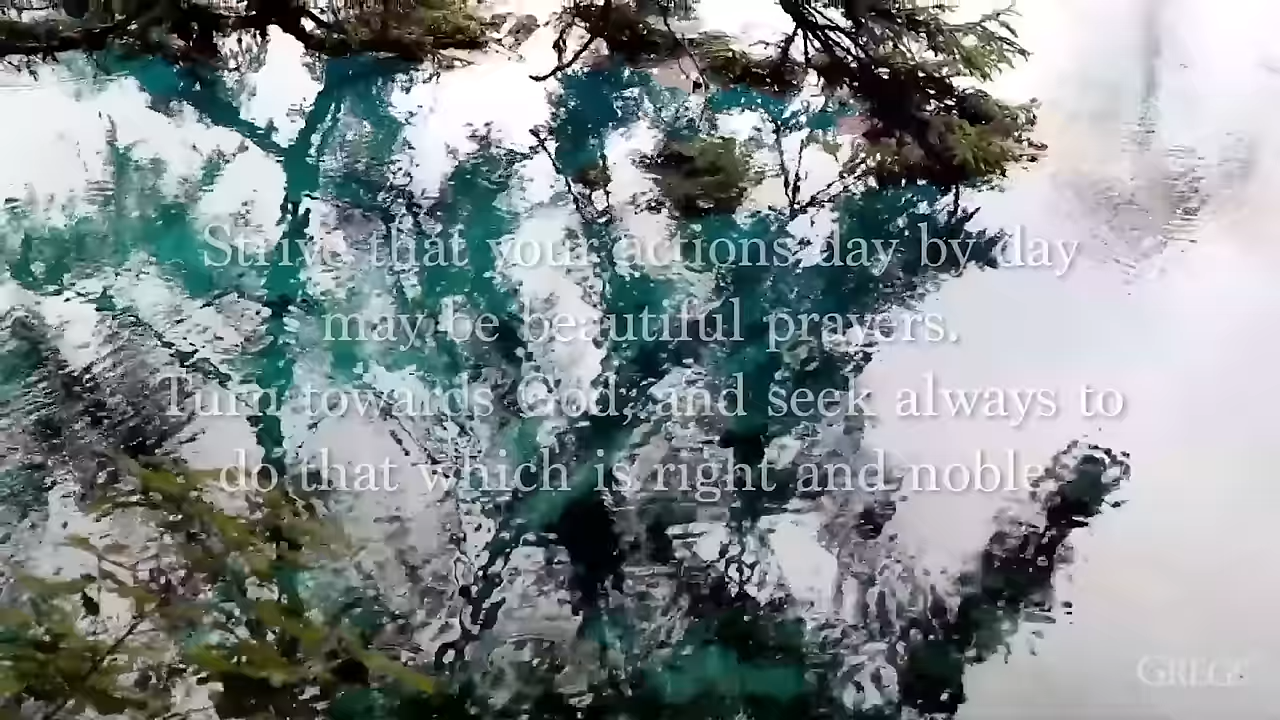 Strive that your actions day by day
may be beautiful prayers.
Turn towards God, and seek always to
do that which is right and noble